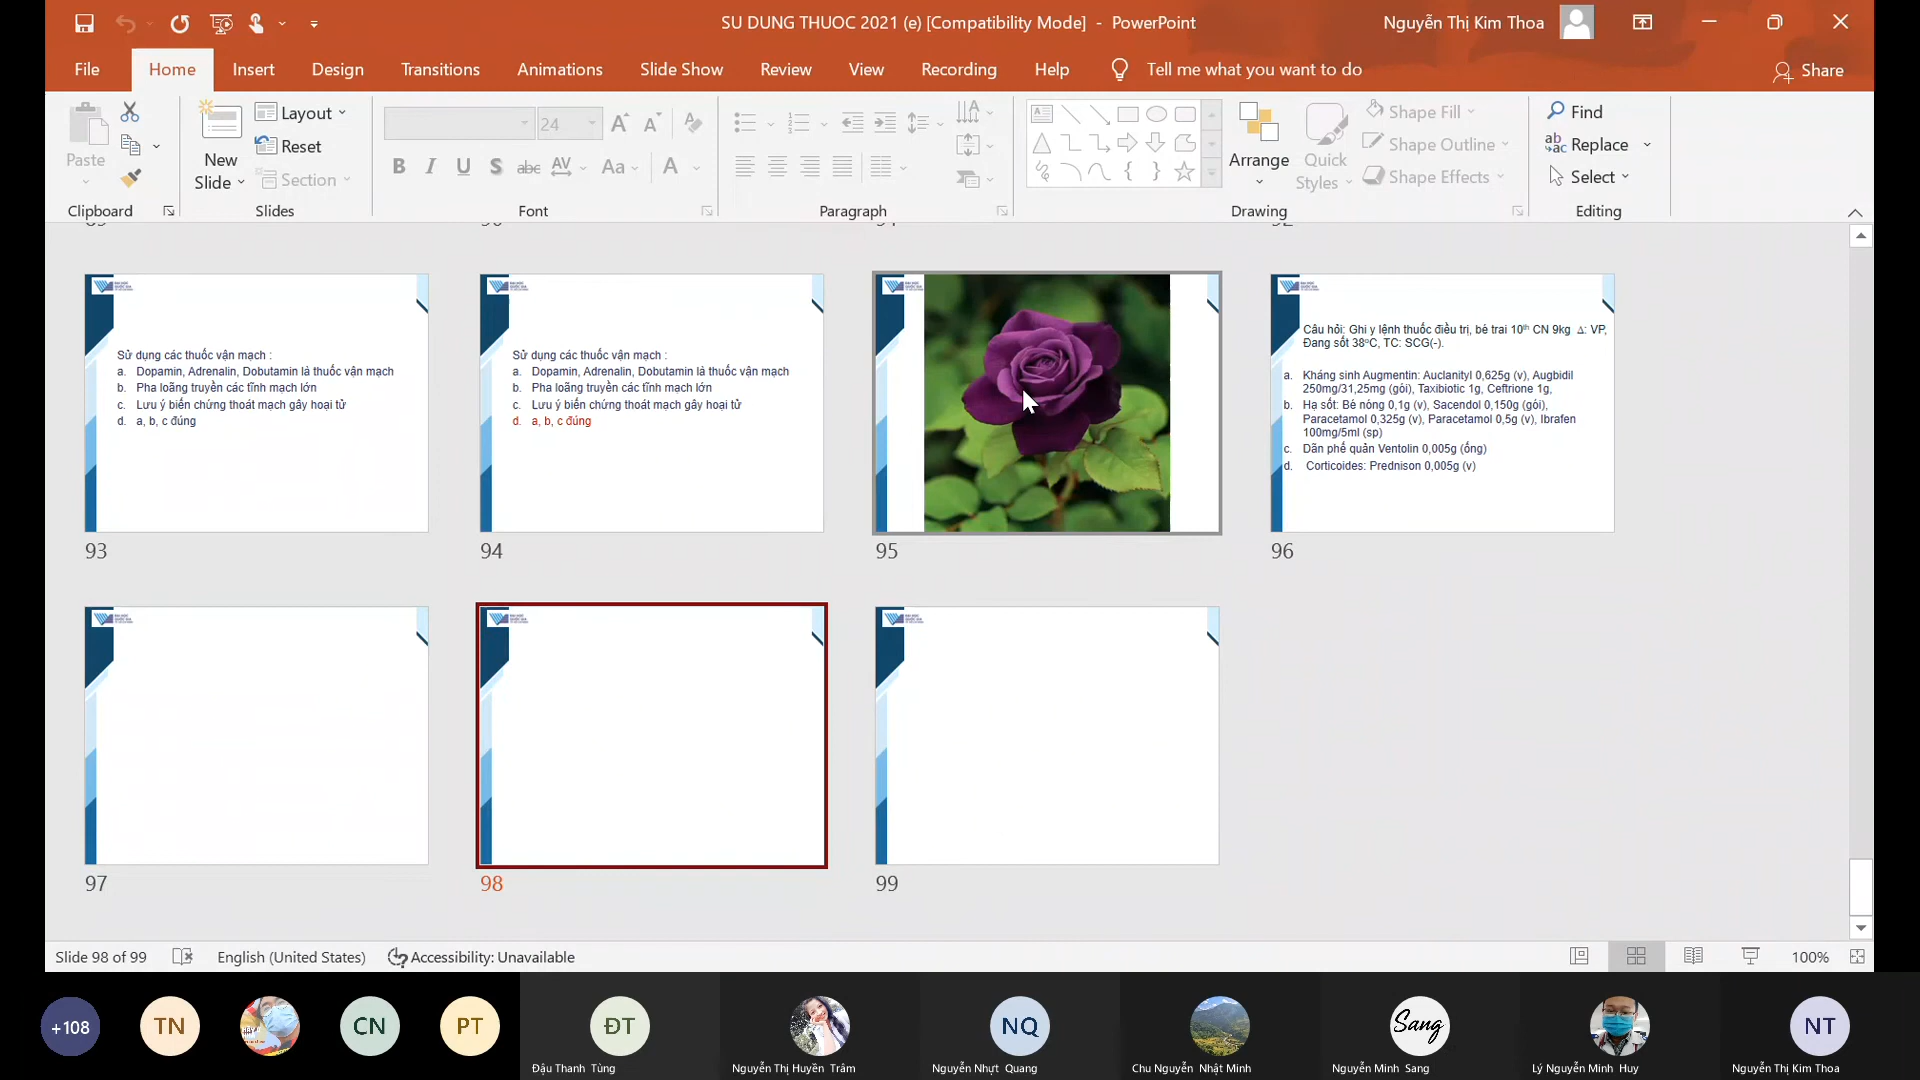 SU DUNG THUOC 2021 (e) [Compatibility Mode] - PowerPoint
Nguyễn Thị Kim Thoa
File Home Insert Design Transitions Animations Slide Show Review View Recording Help Tell me what you want to do Share
Paste
Clipboard
New
Slide
Layout
Reset
Section
Slides
24
B I U S abc AV Aa A
Font
Paragraph
Arrange
Quick
Styles
Shape Fill
Shape Outline
Shape Effects
Drawing
Find
Replace
Select
Editing
Sử dụng các thuốc vận mạch :
a. Dopamin, Adrenalin, Dobutamin là thuốc vận mạch
b. Pha loãng truyền các tĩnh mạch lớn
c. Lưu ý biến chứng thoát mạch gây hoại tử
d. a, b, c đúng
93
Sử dụng các thuốc vận mạch :
a. Dopamin, Adrenalin, Dobutamin là thuốc vận mạch
b. Pha loãng truyền các tĩnh mạch lớn
c. Lưu ý biến chứng thoát mạch gây hoại tử
d. a, b, c đúng
94
95
Câu hỏi: Ghi y lệnh thuốc điều trị, bé trai 10th CN 9kg Δ: VP,
Đang sốt 38ºC, TC: SCG(-).
a. Kháng sinh Augmentin: Auclanityl 0,625g (v), Augbidil
250mg/31,25mg (gói), Taxibiotic 1g, Ceftrione 1g,
b. Hạ sốt: Bé nóng 0,1g (v), Sacendol 0,150g (gói),
Paracetamol 0,325g (v), Paracetamol 0,5g (v), Ibrafen
100mg/5ml (sp)
c. Dãn phế quản Ventolin 0,005g (ống)
d. Corticoides: Prednison 0,005g (v)
96
97
98
99
Slide 98 of 99 English (United States) Accessibility: Unavailable 100%
+108 TN CN PT ĐT NQ Sang NT
Đậu Thanh Tùng Nguyễn Thị Huyền Trâm Nguyễn Nhựt Quang Chu Nguyễn Nhật Minh Nguyễn Minh Sang Lý Nguyễn Minh Huy Nguyễn Thị Kim Thoa